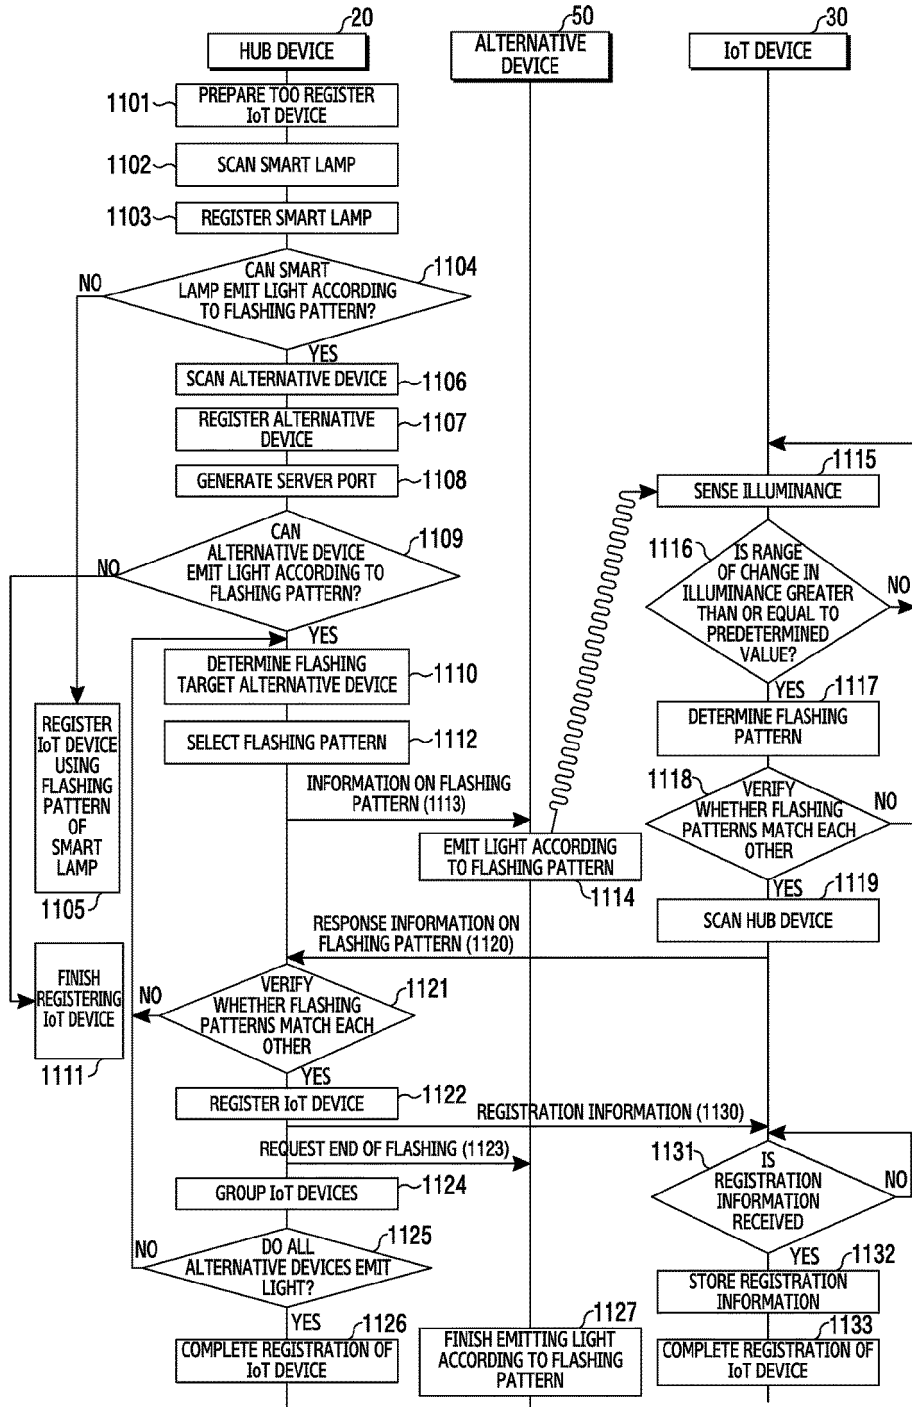 20
HUB DEVICE
50
ALTERNATIVE
DEVICE
30
IoT DEVICE
1101
PREPARE TOO REGISTER
IoT DEVICE
1102
SCAN SMART LAMP
1103
REGISTER SMART LAMP
1104
CAN SMART
LAMP EMIT LIGHT ACCORDING
TO FLASHING PATTERN?
NO
YES
SCAN ALTERNATIVE DEVICE
1106
REGISTER ALTERNATIVE
DEVICE
1107
GENERATE SERVER PORT
1108
CAN
ALTERNATIVE DEVICE
EMIT LIGHT ACCORDING TO
FLASHING PATTERN?
1109
NO
YES
DETERMINE FLASHING
TARGET ALTERNATIVE DEVICE
1110
SELECT FLASHING PATTERN
1112
REGISTER
IoT DEVICE
USING
FLASHING
PATTERN
OF
SMART
LAMP
1105
FINISH
REGISTERING
IoT DEVICE
1111
INFORMATION ON FLASHING
PATTERN (1113)
EMIT LIGHT ACCORDING
TO FLASHING PATTERN
1114
1115
SENSE ILLUMINANCE
1116
IS RANGE
OF CHANGE IN
ILLUMINANCE GREATER
THAN OR EQUAL TO
PREDETERMINED
VALUE?
NO
YES
1117
DETERMINE FLASHING
PATTERN
1118
VERIFY
WHETHER FLASHING
PATTERNS MATCH EACH
OTHER
NO
YES
1119
SCAN HUB DEVICE
RESPONSE INFORMATION ON
FLASHING PATTERN (1120)
VERIFY
WHETHER FLASHING
PATTERNS MATCH EACH
OTHER
1121
NO
YES
REGISTER IoT DEVICE
1122
REGISTRATION INFORMATION (1130)
REQUEST END OF FLASHING (1123)
GROUP IoT DEVICES
1124
1131
IS
REGISTRATION
INFORMATION
RECEIVED
NO
YES
DO ALL
ALTERNATIVE DEVICES EMIT
LIGHT?
1125
NO
YES
1126
COMPLETE REGISTRATION OF
IoT DEVICE
1127
FINISH EMITTING LIGHT
ACCORDING TO FLASHING
PATTERN
1132
STORE REGISTRATION
INFORMATION
1133
COMPLETE REGISTRATION OF
IoT DEVICE